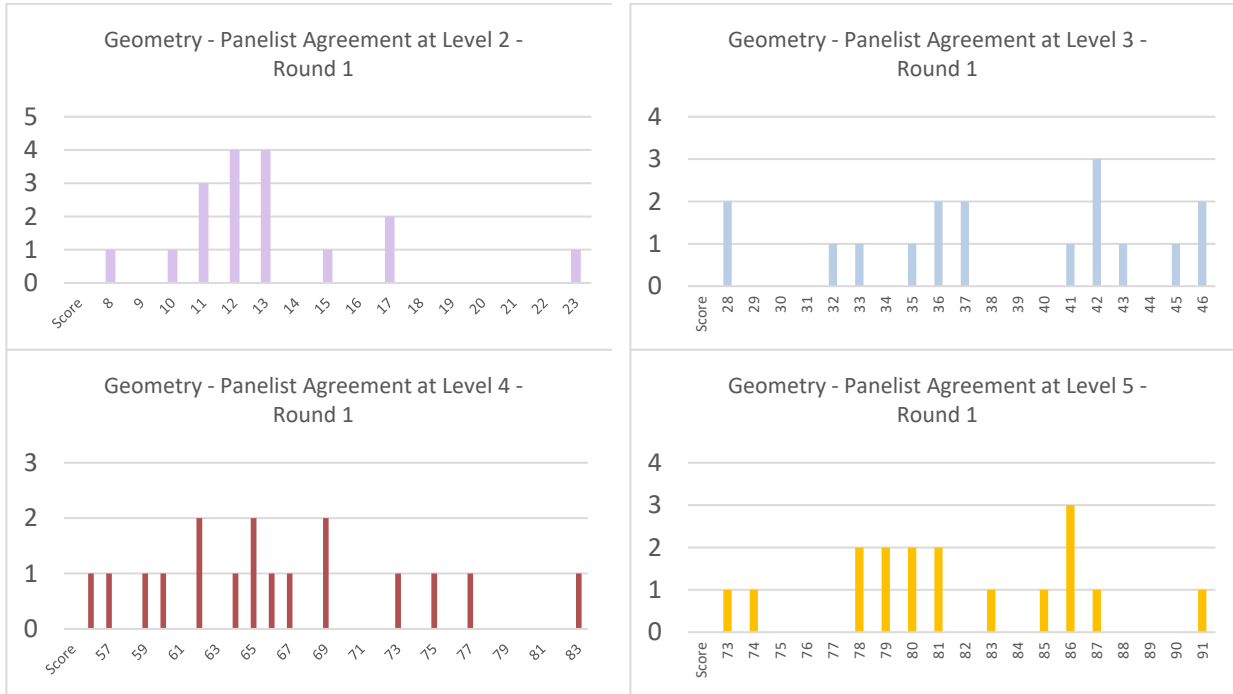 Geometry - Panelist Agreement at Level 2 -
Round 1
5
4
3
2
1
0
Score 8 9 10 11 12 13 14 15 16 17 18 19 20 21 22 23
Geometry - Panelist Agreement at Level 3 -
Round 1
4
3
2
1
0
Score 28 29 30 31 32 33 34 35 36 37 38 39 40 41 42 43 44 45 46
Geometry - Panelist Agreement at Level 4 -
Round 1
3
2
1
0
Score 57 59 61 63 65 67 69 71 73 75 77 79 81 83
Geometry - Panelist Agreement at Level 5 -
Round 1
4
3
2
1
0
Score 73 74 75 76 77 78 79 80 81 82 83 84 85 86 87 88 89 90 91